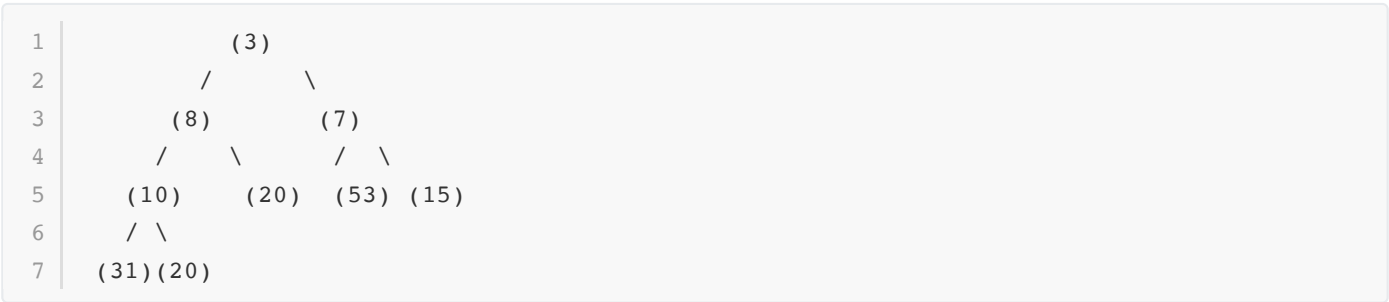 1 (3)
2 / \
3 (8) (7)
4 / \ / \
5 (10) (20) (53) (15)
6 / \
7 (31)(20)